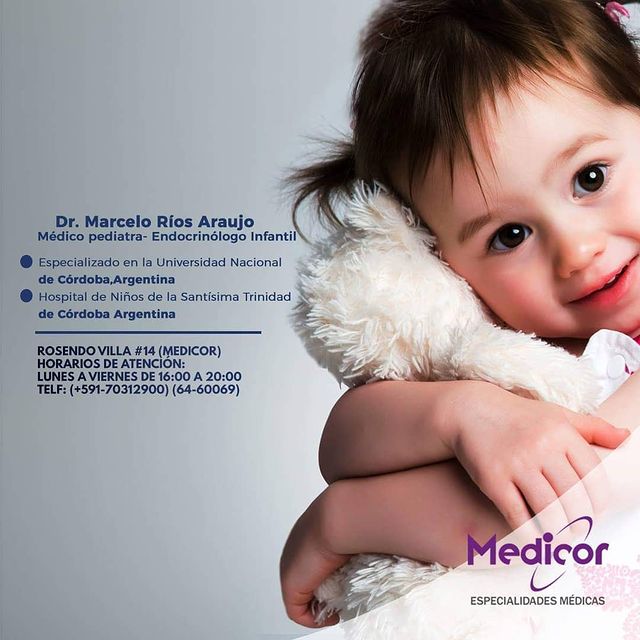 Dr. Marcelo Ríos Araujo
Médico pediatra- Endocrinólogo Infantil
Especializado en la Universidad Nacional
de Córdoba,Argentina
Hospital de Niños de la Santísima Trinidad
de Córdoba Argentina
ROSENDO VILLA #14 (MEDICOR)
HORARIOS DE ATENCIÓN:
LUNES A VIERNES DE 16:00 A 20:00
TELF: (+591-70312900) (64-60069)
Medicor
ESPECIALIDADES MÉDICAS